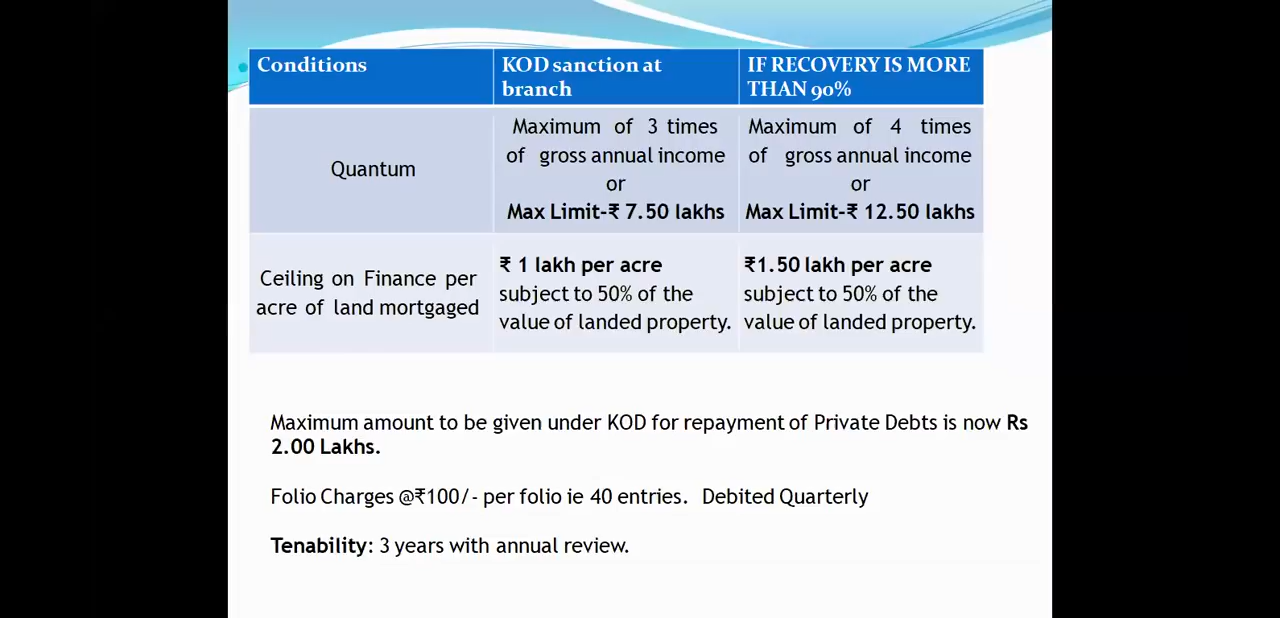 Conditions
KOD sanction at
branch
IF RECOVERY IS MORE
THAN 90%
Quantum
Maximum of 3 times
of gross annual income
or
Max Limit-₹ 7.50 lakhs
Maximum of 4 times
of gross annual income
or
Max Limit-₹ 12.50 lakhs
Ceiling on Finance per
acre of land mortgaged
₹ 1 lakh per acre
subject to 50% of the
value of landed property.
₹1.50 lakh per acre
subject to 50% of the
value of landed property.
Maximum amount to be given under KOD for repayment of Private Debts is now Rs
2.00 Lakhs.
Folio Charges @₹100/- per folio ie 40 entries. Debited Quarterly
Tenability: 3 years with annual review.